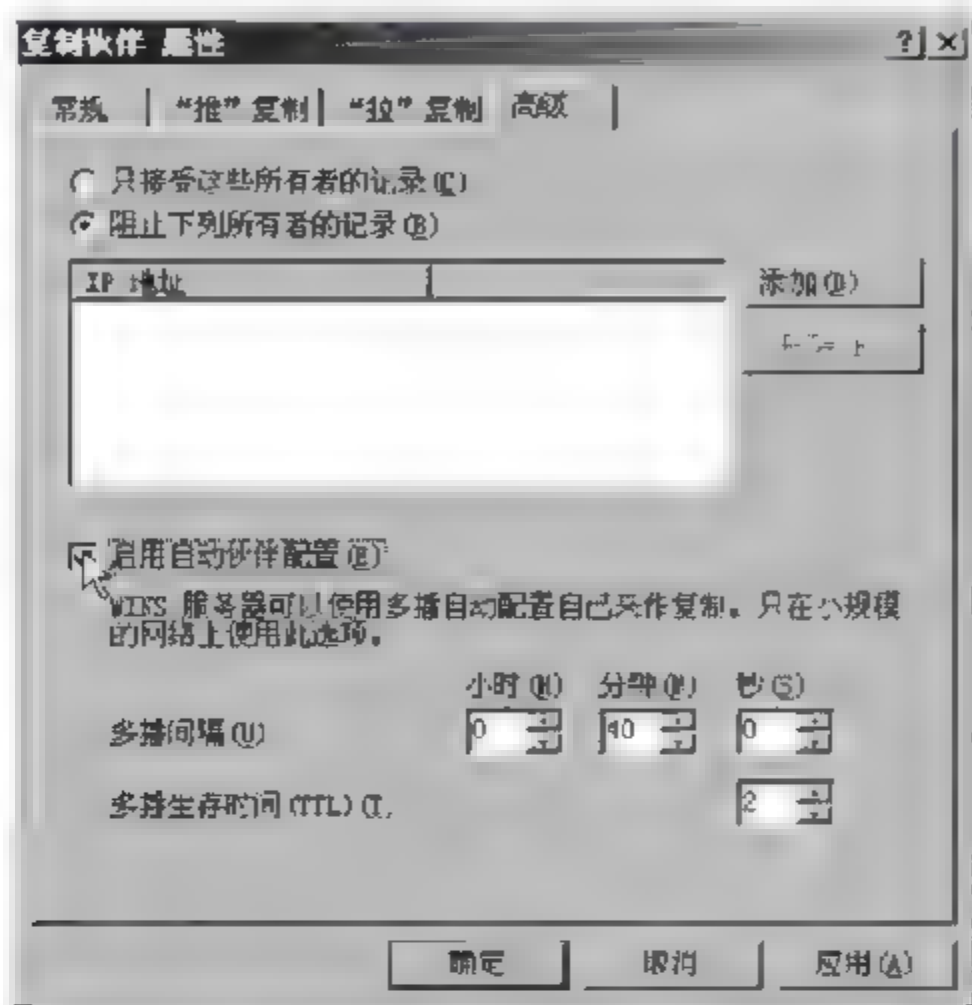 复制伙伴 属性
常规 “推”复制 “拉”复制 高级
只接受这些所有者的记录(C)
阻止下列所有者的记录(B)
IP 地址
添加(D)
启用自动伙伴配置(E)
WINS 服务器可以使用多播自动配置自己来作复制。只在小规模
的网络上使用此选项。
小时(H) 分钟(M) 秒(S)
多播间隔(U) 0 40 0
多播生存时间(TTL)(T) 2
确定 取消 应用(A)